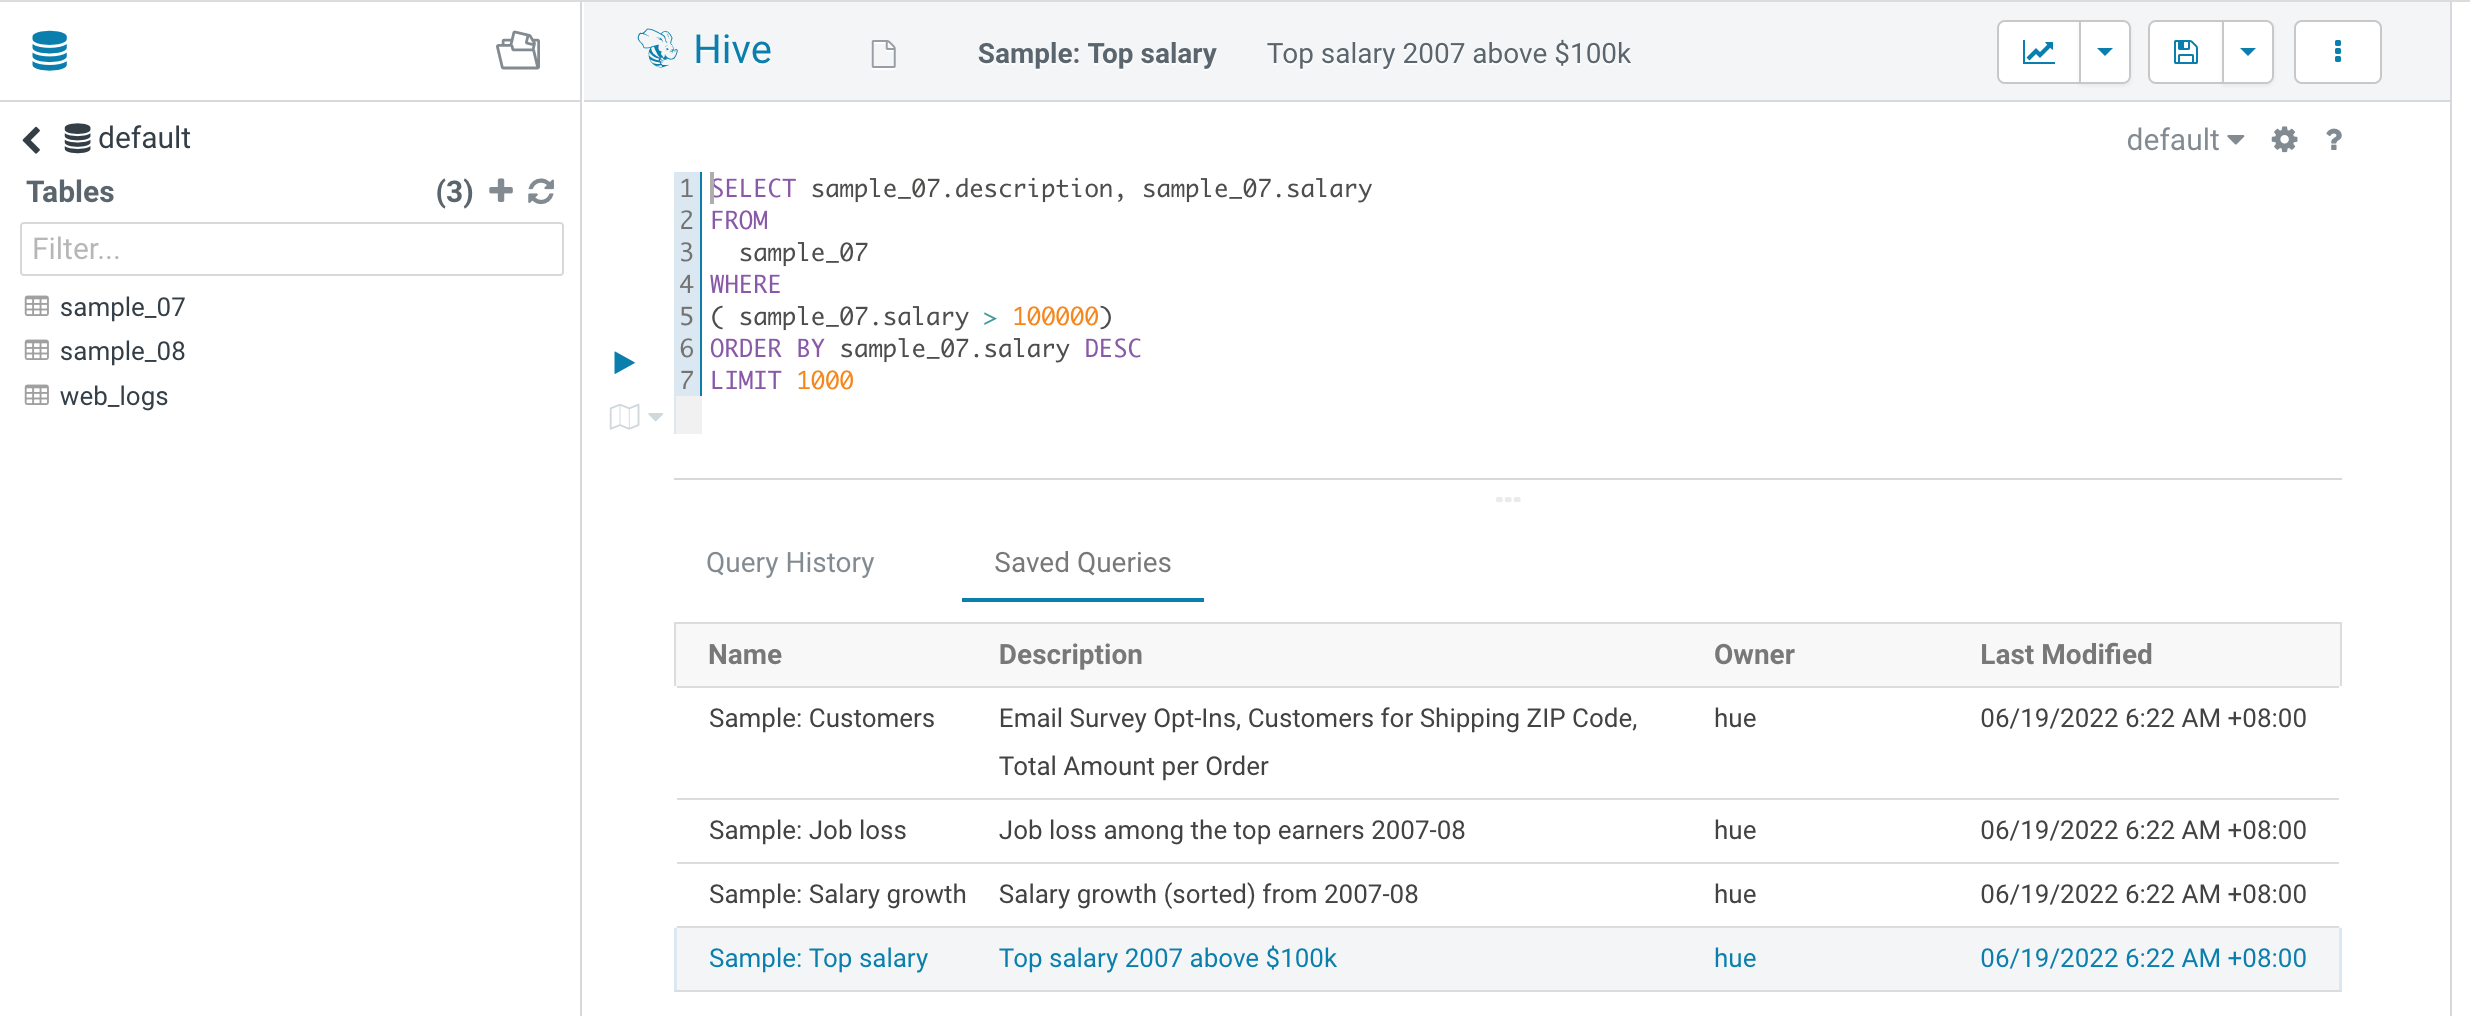 Hive
Sample: Top salary
Top salary 2007 above $100k
default
Tables
(3)
Filter...
sample_07
sample_08
web_logs
default
?
1 SELECT sample_07.description, sample_07.salary
2 FROM
3 sample_07
4 WHERE
5 ( sample_07.salary > 100000)
6 ORDER BY sample_07.salary DESC
7 LIMIT 1000
Query History
Saved Queries
Name Description Owner Last Modified
Sample: Customers Email Survey Opt-Ins, Customers for Shipping ZIP Code, hue 06/19/2022 6:22 AM +08:00
Total Amount per Order
Sample: Job loss Job loss among the top earners 2007-08 hue 06/19/2022 6:22 AM +08:00
Sample: Salary growth Salary growth (sorted) from 2007-08 hue 06/19/2022 6:22 AM +08:00
Sample: Top salary Top salary 2007 above $100k hue 06/19/2022 6:22 AM +08:00